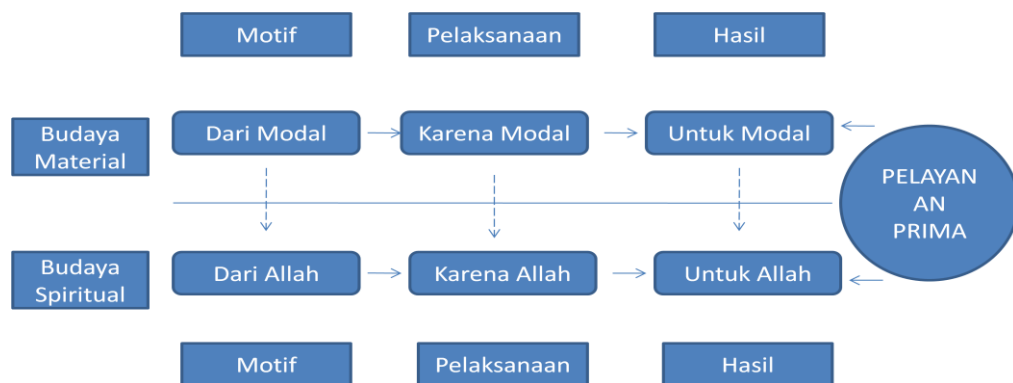 Motif
Pelaksanaan
Hasil
Budaya
Material
Dari Modal
Karena Modal
Untuk Modal
PELAYAN
AN
PRIMA
Budaya
Spiritual
Dari Allah
Karena Allah
Untuk Allah
Motif
Pelaksanaan
Hasil